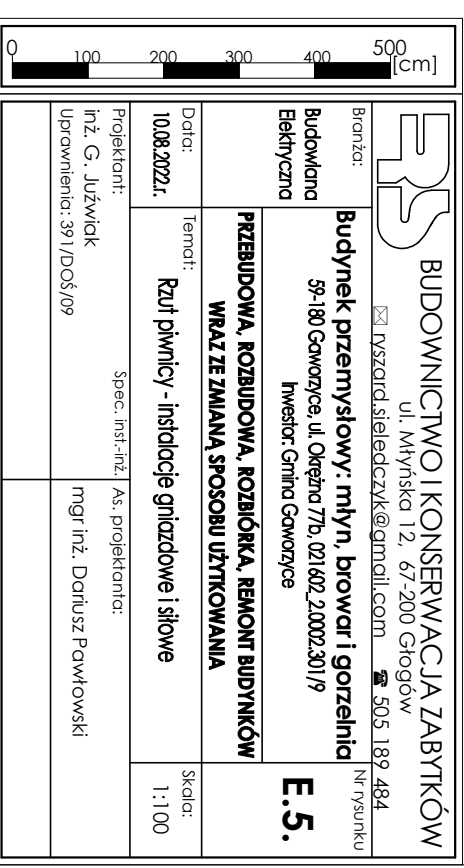 0 100 200 300 400 500
[cm]
RS
BUDOWNICTWO I KONSERWACJA ZABYTKÓW
ul. Młyńska 12, 67-200 Głogów
✉ ryszard.sieledczyk@gmail.com ☎ 505 189 484
Branża:
Budowlana
Elektryczna
Budynek przemysłowy: młyn, browar i gorzelnia
59-180 Gaworzyce, ul. Okrężna 77b, 021602_2.0002.301/9
Inwestor: Gmina Gaworzyce
Nr rysunku
E.5.
PRZEBUDOWA, ROZBUDOWA, ROZBIÓRKA, REMONT BUDYNKÓW
WRAZ ZE ZMIANĄ SPOSOBU UŻYTKOWANIA
Data:
10.08.2022.r.
Temat:
Rzut piwnicy - instalacje gniazdowe i siłowe
Skala:
1:100
Projektant:
inż. G. Juźwiak
Uprawnienia: 391/DOŚ/09
Spec. inst.-inż.
As. projektanta:
mgr inż. Dariusz Pawłowski